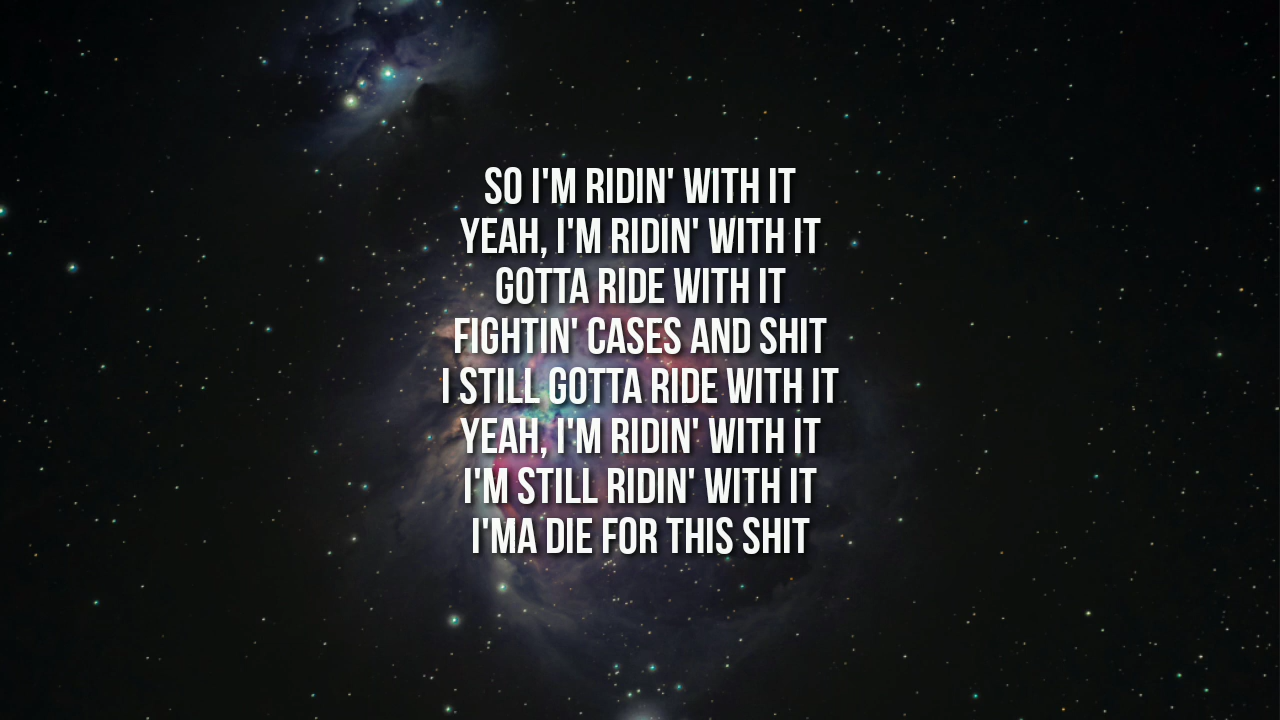 SO I'M RIDIN' WITH IT
YEAH, I'M RIDIN' WITH IT
GOTTA RIDE WITH IT
FIGHTIN' CASES AND SHIT
I STILL GOTTA RIDE WITH IT
YEAH, I'M RIDIN' WITH IT
I'M STILL RIDIN' WITH IT
I'MA DIE FOR THIS SHIT